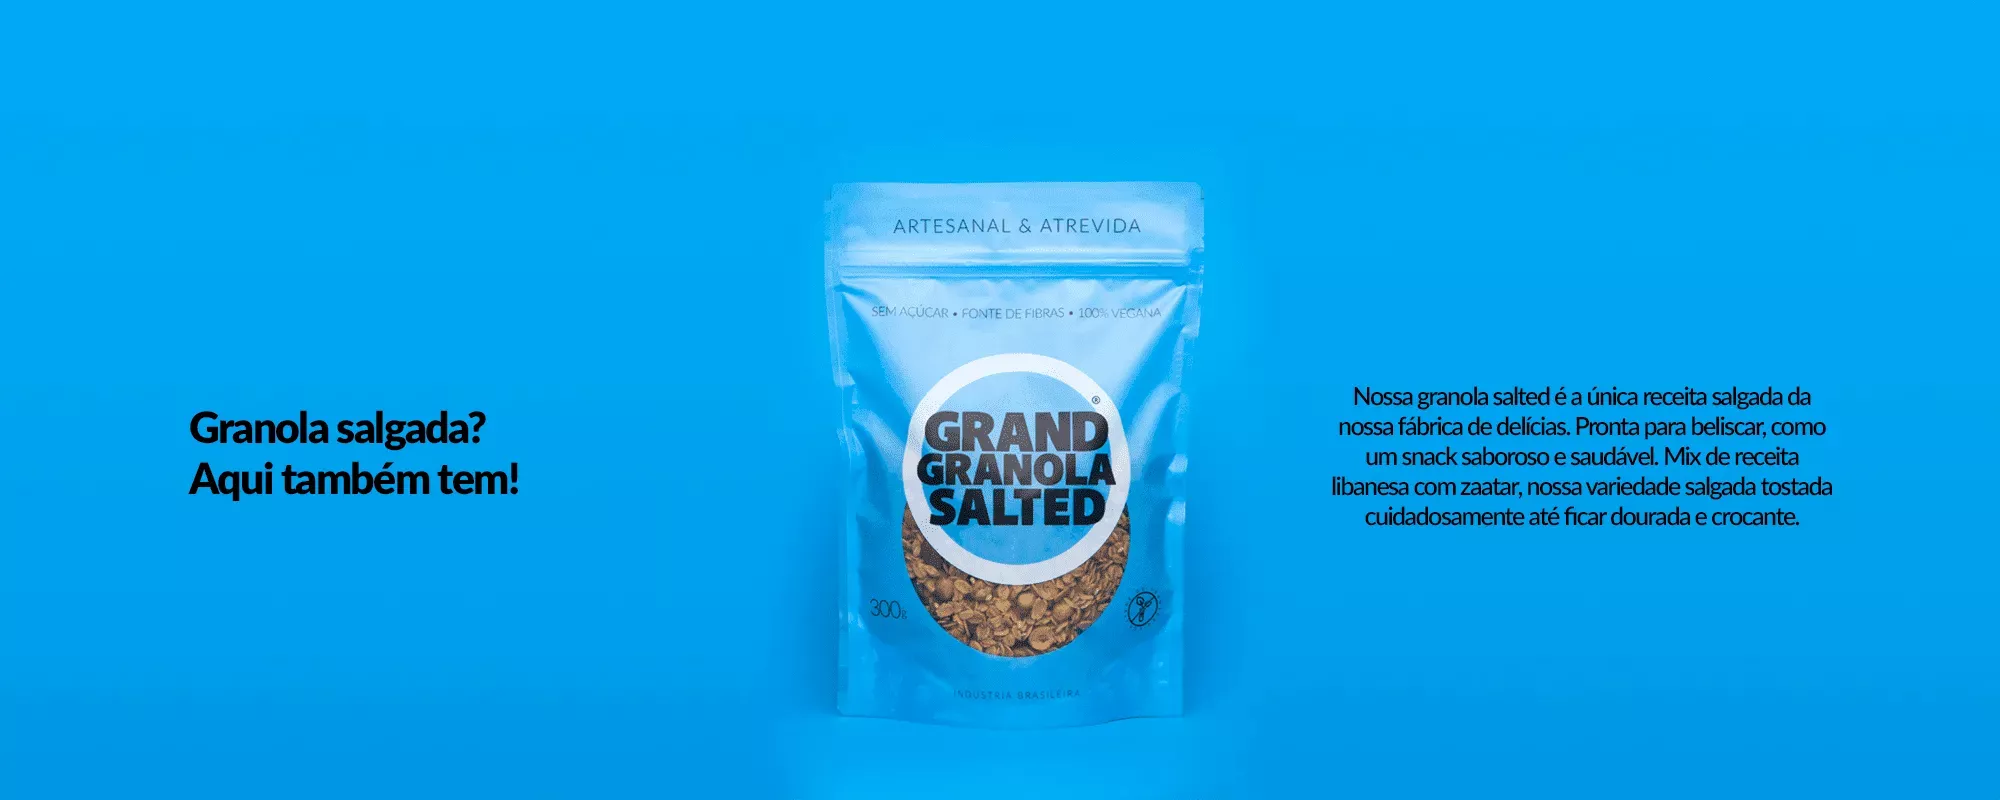 Granola salgada?
Aqui também tem!
ARTESANAL & ATREVIDA
SEM AÇÚCAR • FONTE DE FIBRAS • 100% VEGANA
®
GRAND
GRANOLA
SALTED
300g
INDÚSTRIA BRASILEIRA
Nossa granola salted é a única receita salgada da
nossa fábrica de delícias. Pronta para beliscar, como
um snack saboroso e saudável. Mix de receita
libanesa com zaatar, nossa variedade salgada tostada
cuidadosamente até ficar dourada e crocante.